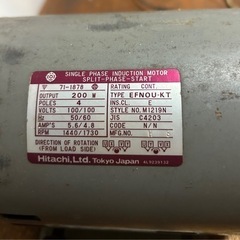 SINGLE PHASE INDUCTION MOTOR
SPLIT-PHASE-START
71-1878 RATING CONT.
OUTPUT 200 W TYPE EFNOU-KT
POLES 4 INS.CL. E
VOLTS 100/100 STYLE No. M1219N
Hz 50/60 JIS C4203
AMP'S 5.6/4.8 CODE N/N
RPM 1440/1730 No.
DIRECTION OF ROTATION
(FROM OPP. DRIVE SIDE)
Hitachi, Ltd. Tokyo Japan